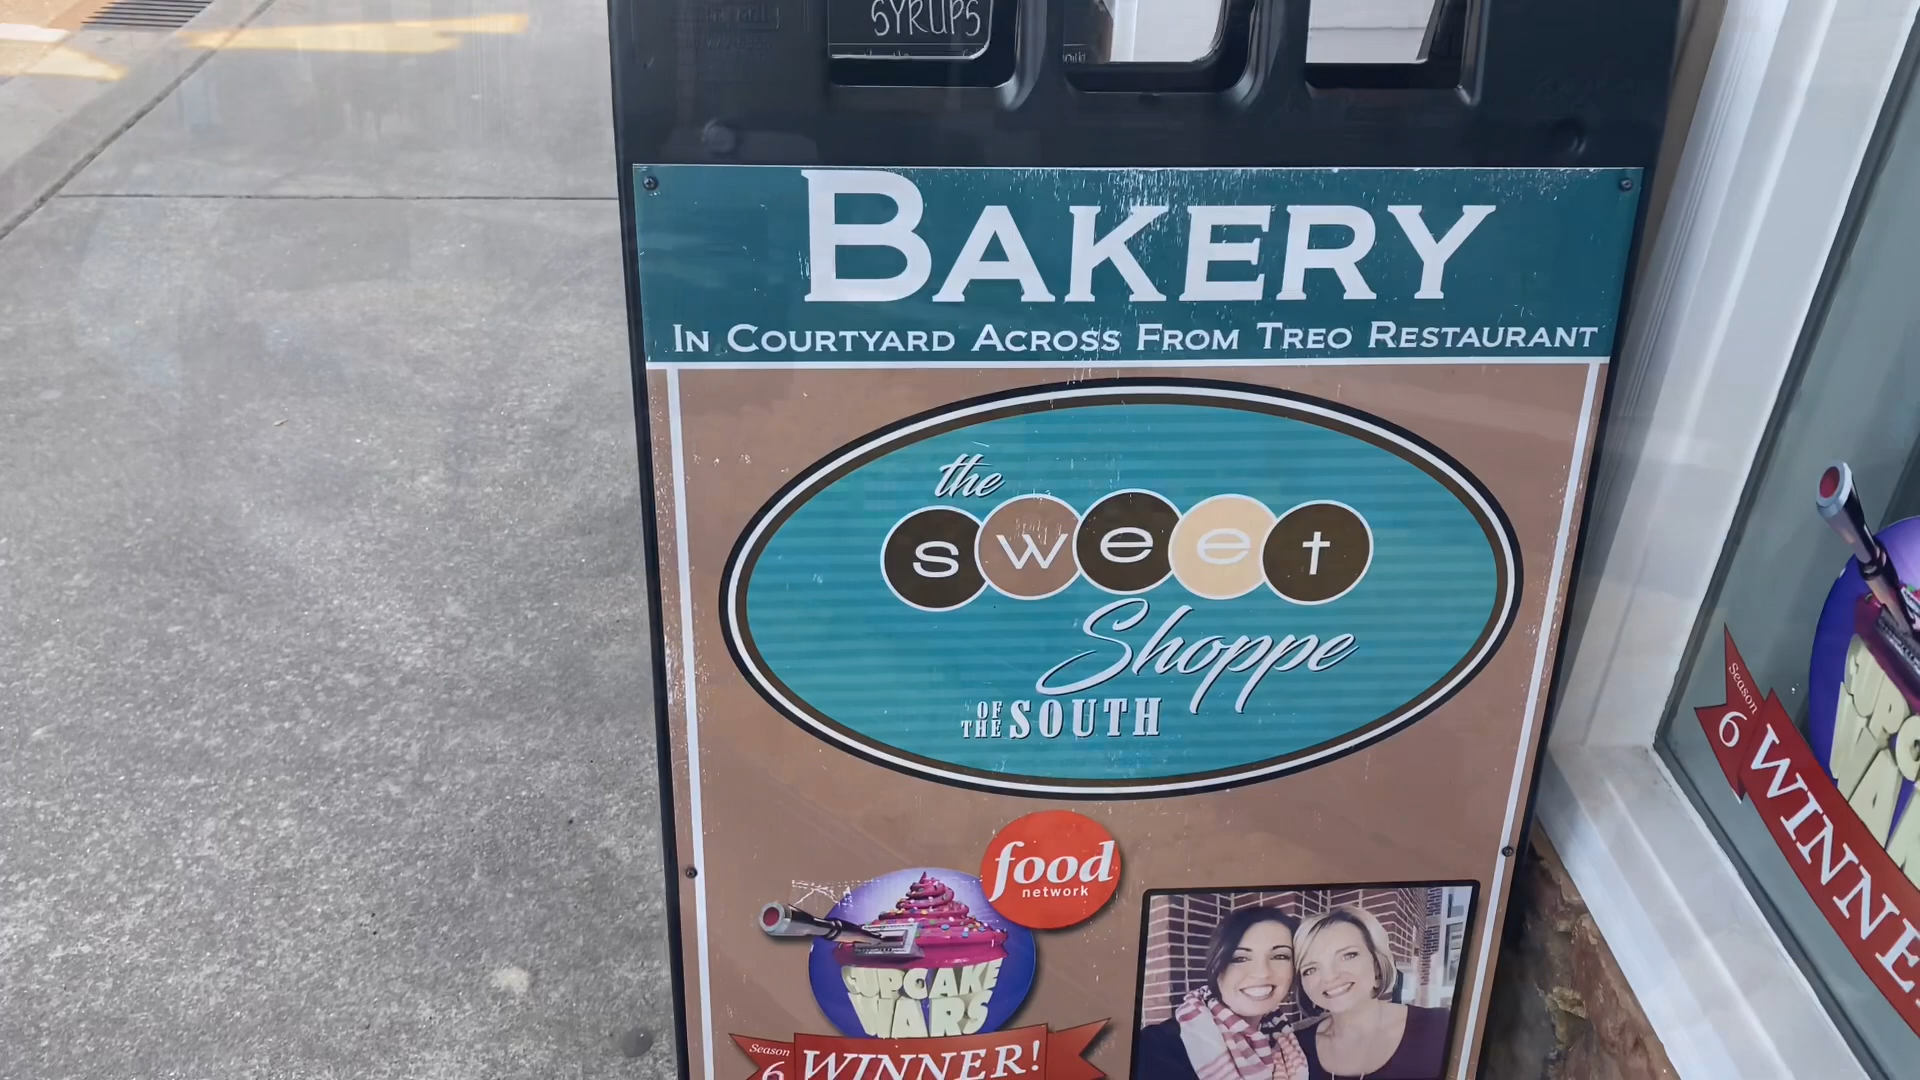 SYRUPS
BAKERY
IN COURTYARD ACROSS FROM TREO RESTAURANT
the
sweet
Shoppe
OF THE SOUTH
food
network
CUPCAKE
WARS
Season
6
WINNER!
Season
6
WINNE